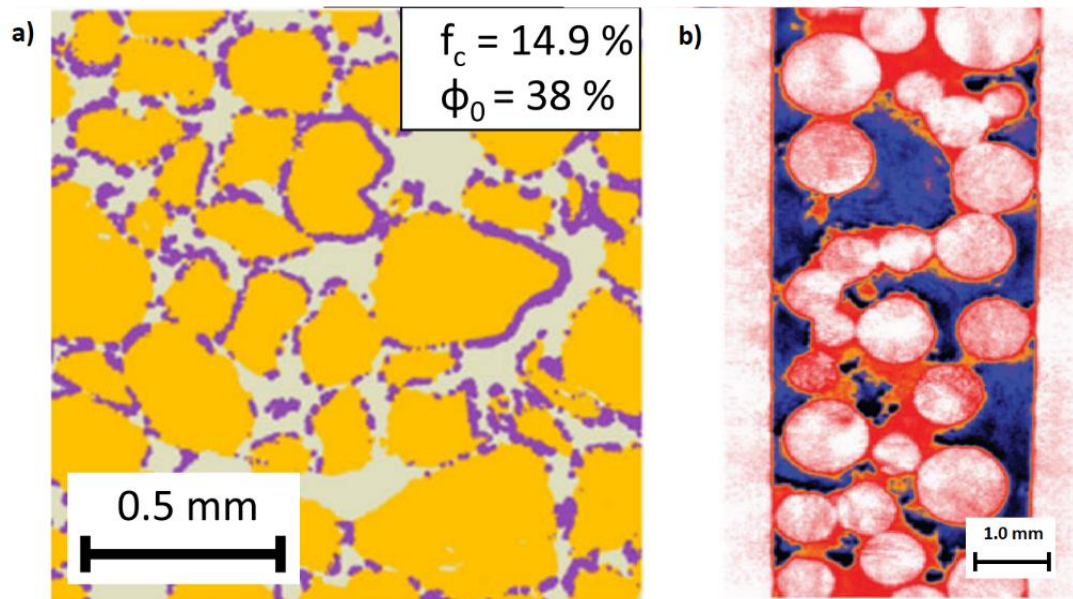 a)
f_c = 14.9 %
ϕ_0 = 38 %
b)
0.5 mm
1.0 mm